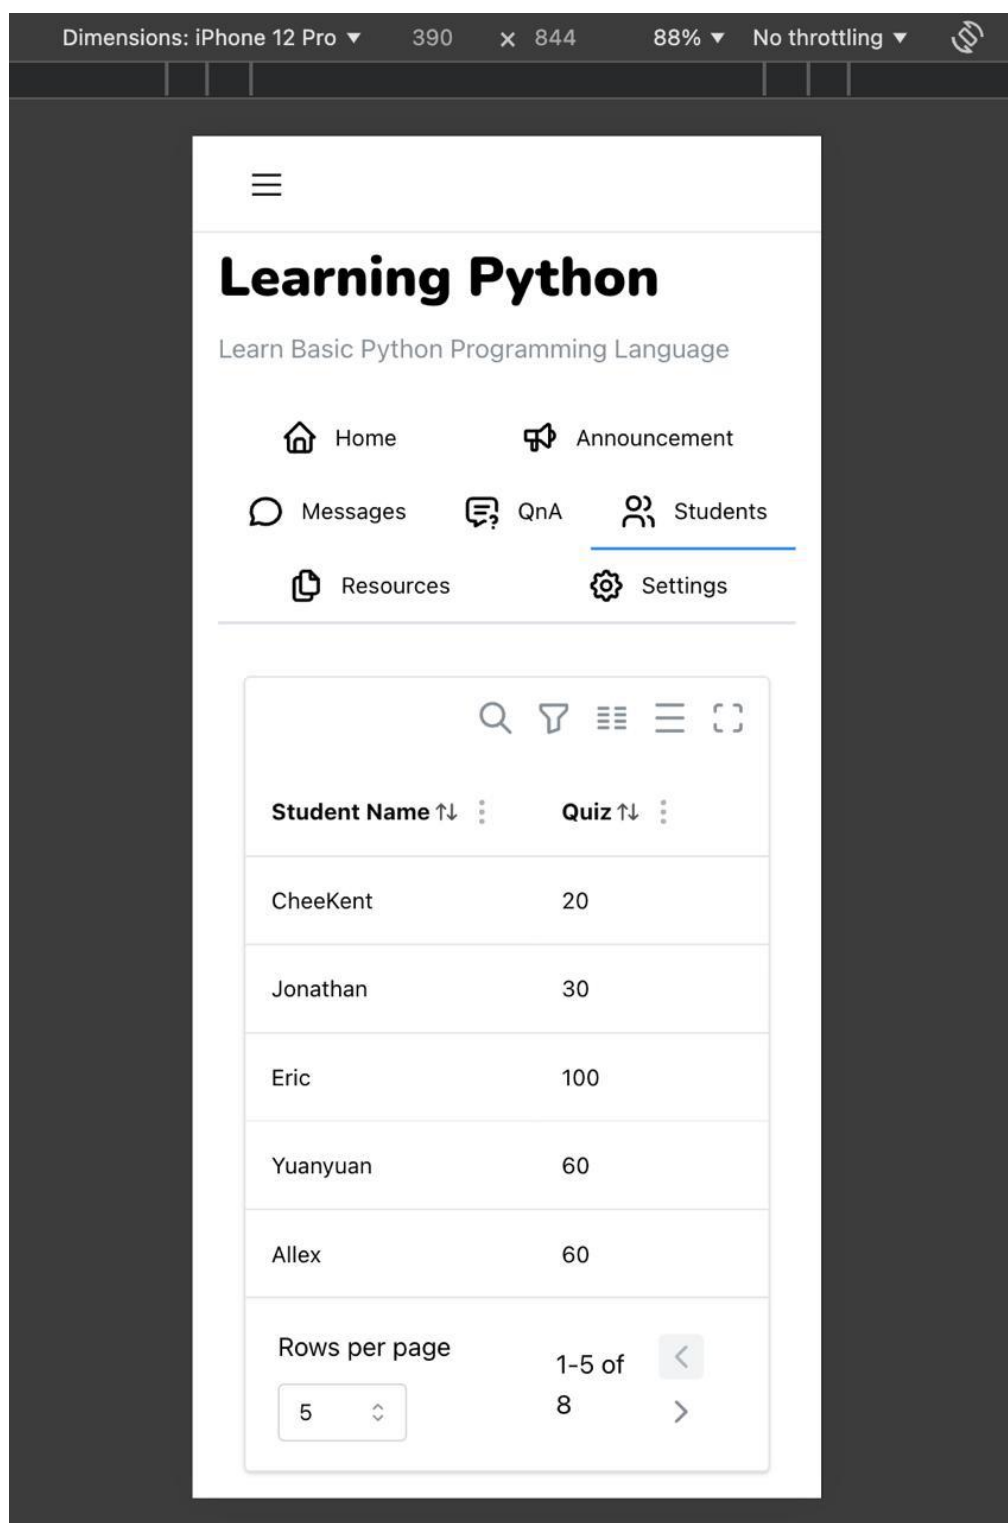 Dimensions: iPhone 12 Pro ▼ 390 × 844 88% ▼ No throttling ▼
Learning Python
Learn Basic Python Programming Language
Home Announcement
Messages QnA Students
Resources Settings
Student Name Quiz
CheeKent 20
Jonathan 30
Eric 100
Yuanyuan 60
Allex 60
Rows per page
5
1-5 of
8